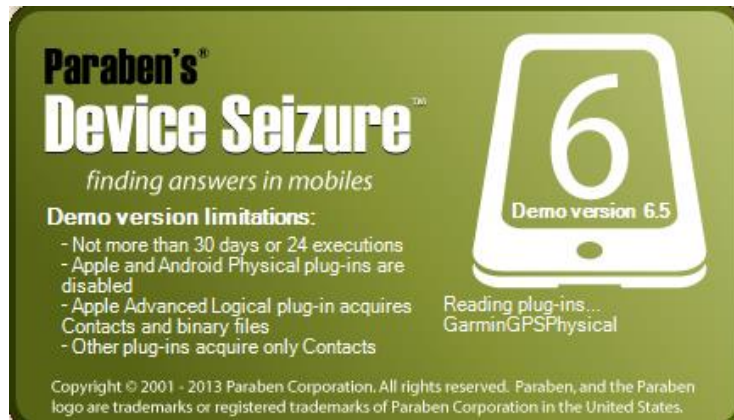 Paraben's®
Device Seizure™
finding answers in mobiles
Demo version limitations:
- Not more than 30 days or 24 executions
- Apple and Android Physical plug-ins are
disabled
- Apple Advanced Logical plug-in acquires
Contacts and binary files
- Other plug-ins acquire only Contacts
6
Demo version 6.5
Reading plug-ins...
GarminGPSPhysical
Copyright © 2001 - 2013 Paraben Corporation. All rights reserved. Paraben, and the Paraben
logo are trademarks or registered trademarks of Paraben Corporation in the United States.